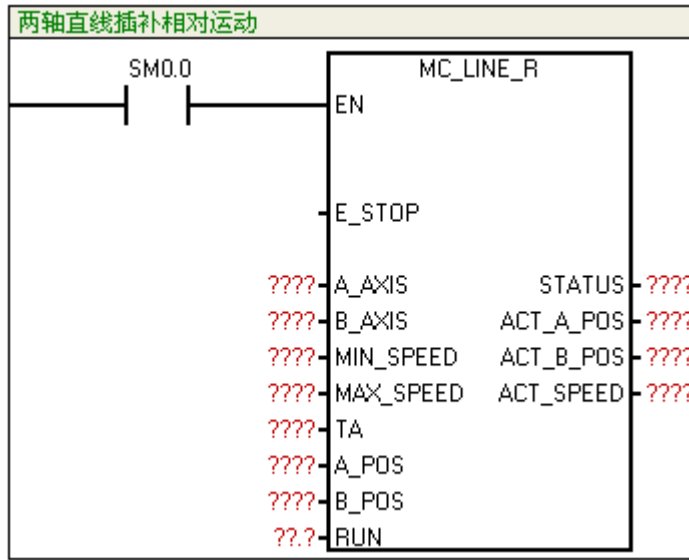 两轴直线插补相对运动
SM0.0
MC_LINE_R
EN
E_STOP
???? A_AXIS STATUS ????
???? B_AXIS ACT_A_POS ????
???? MIN_SPEED ACT_B_POS ????
???? MAX_SPEED ACT_SPEED ????
???? TA
???? A_POS
???? B_POS
??.? RUN